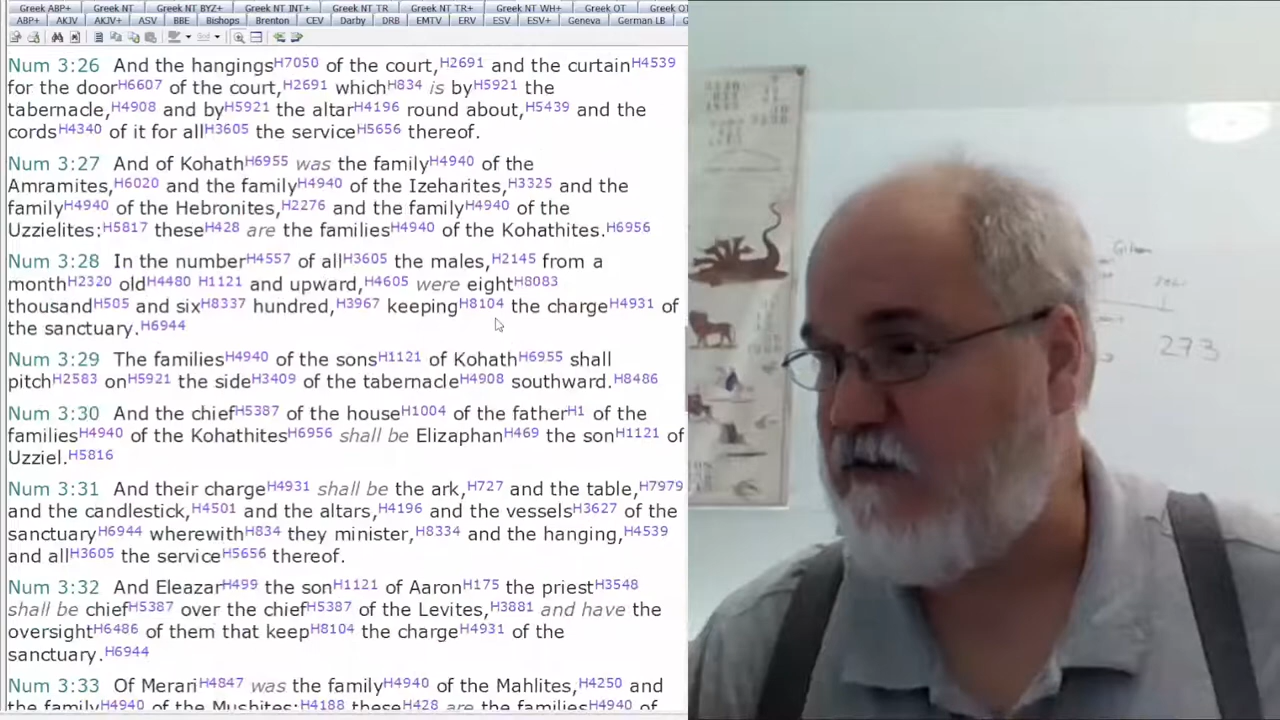 Greek ABP+ Greek NT Greek NT BYZ+ Greek NT INT+ Greek NT TR Greek NT TR+ Greek NT WH+ Greek OT
ABP+ AKJV AKJV+ ASV BBE Bishops Brenton CEV Darby DRB EMTV ERV ESV ESV+ Geneva German LB
Num 3:26 And the hangingsH7050 of the court,H2691 and the curtainH4539
for the doorH6607 of the court,H2691 whichH834 is byH5921 the
tabernacle,H4908 and byH5921 the altarH4196 round about,H5439 and the
cordsH4340 of it for allH3605 the serviceH5656 thereof.
Num 3:27 And of KohathH6955 was the familyH4940 of the
Amramites,H6020 and the familyH4940 of the Izeharites,H3325 and the
familyH4940 of the Hebronites,H2276 and the familyH4940 of the
Uzzielites:H5817 theseH428 are the familiesH4940 of the Kohathites.H6956
Num 3:28 In the numberH4557 of allH3605 the males,H2145 from a
monthH2320 oldH4480 H1121 and upward,H4605 were eightH8083
thousandH505 and sixH8337 hundred,H3967 keepingH8104 the chargeH4931 of
the sanctuary.H6944
Num 3:29 The familiesH4940 of the sonsH1121 of KohathH6955 shall
pitchH2583 onH5921 the sideH3409 of the tabernacleH4908 southward.H8486
Num 3:30 And the chiefH5387 of the houseH1004 of the fatherH1 of the
familiesH4940 of the KohathitesH6956 shall be ElizaphanH469 the sonH1121 of
Uzziel.H5816
Num 3:31 And their chargeH4931 shall be the ark,H727 and the table,H7979
and the candlestick,H4501 and the altars,H4196 and the vesselsH3627 of the
sanctuaryH6944 wherewithH834 they minister,H8334 and the hanging,H4539
and allH3605 the serviceH5656 thereof.
Num 3:32 And EleazarH499 the sonH1121 of AaronH175 the priestH3548
shall be chiefH5387 over the chiefH5387 of the Levites,H3881 and have the
oversightH6486 of them that keepH8104 the chargeH4931 of the
sanctuary.H6944
Num 3:33 Of MerariH4847 was the familyH4940 of the Mahlites,H4250 and
the familyH4940 of the Mushites:H4188 theseH428 are the familiesH4940 of
273